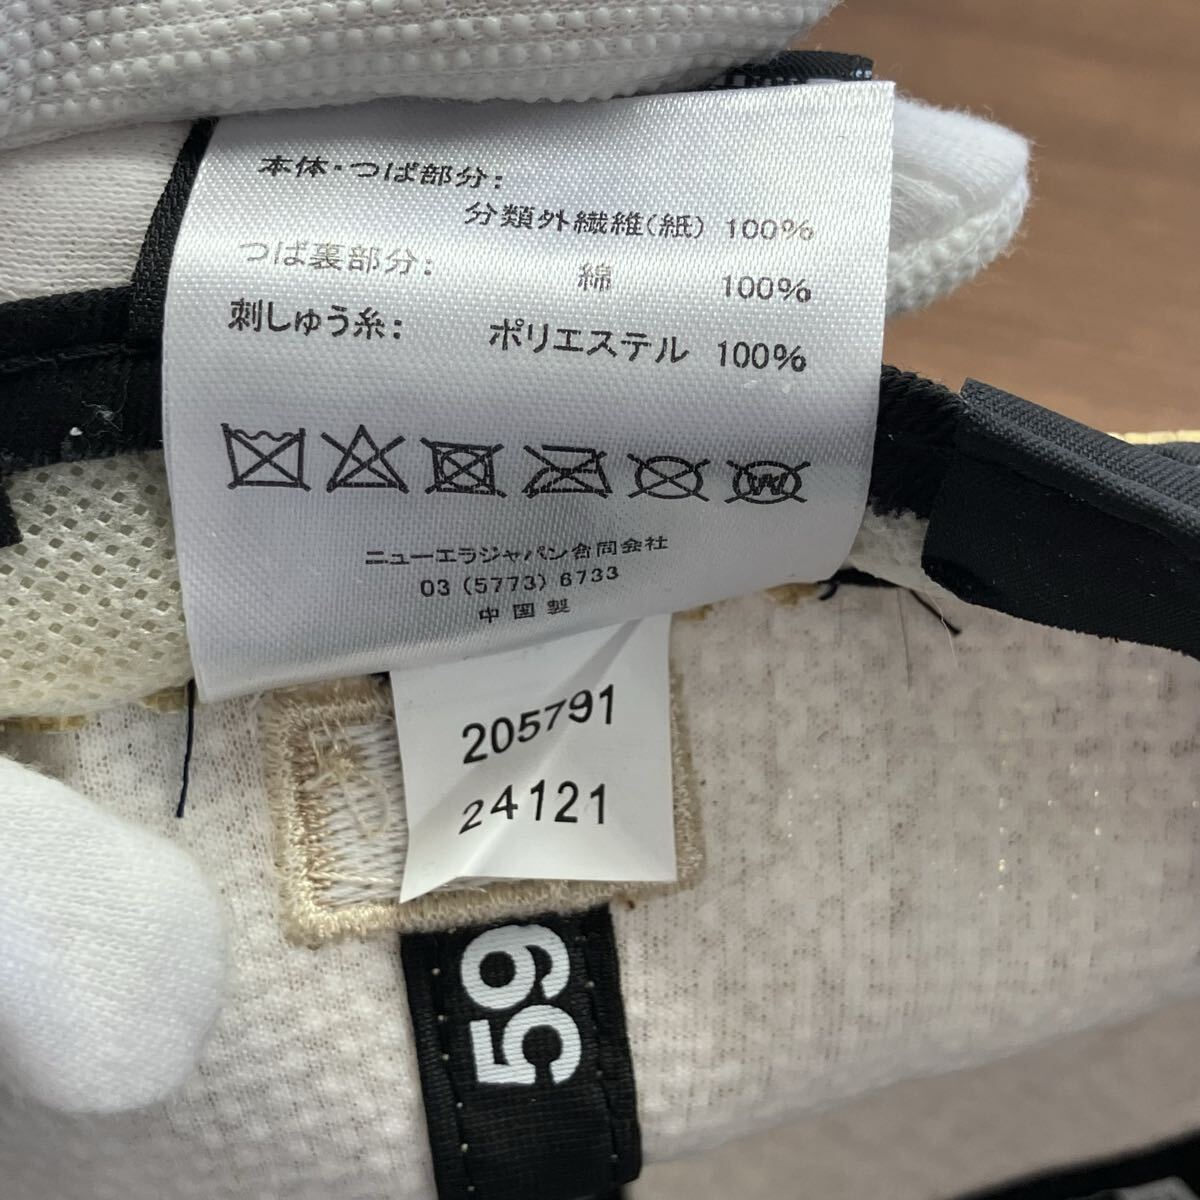 本体・つば部分:
分類外繊維(紙) 100%
つば裏部分: 綿 100%
刺しゅう糸: ポリエステル 100%
ニューエラジャパン合同会社
03 (5773) 6733
中国製
205791
24121
59